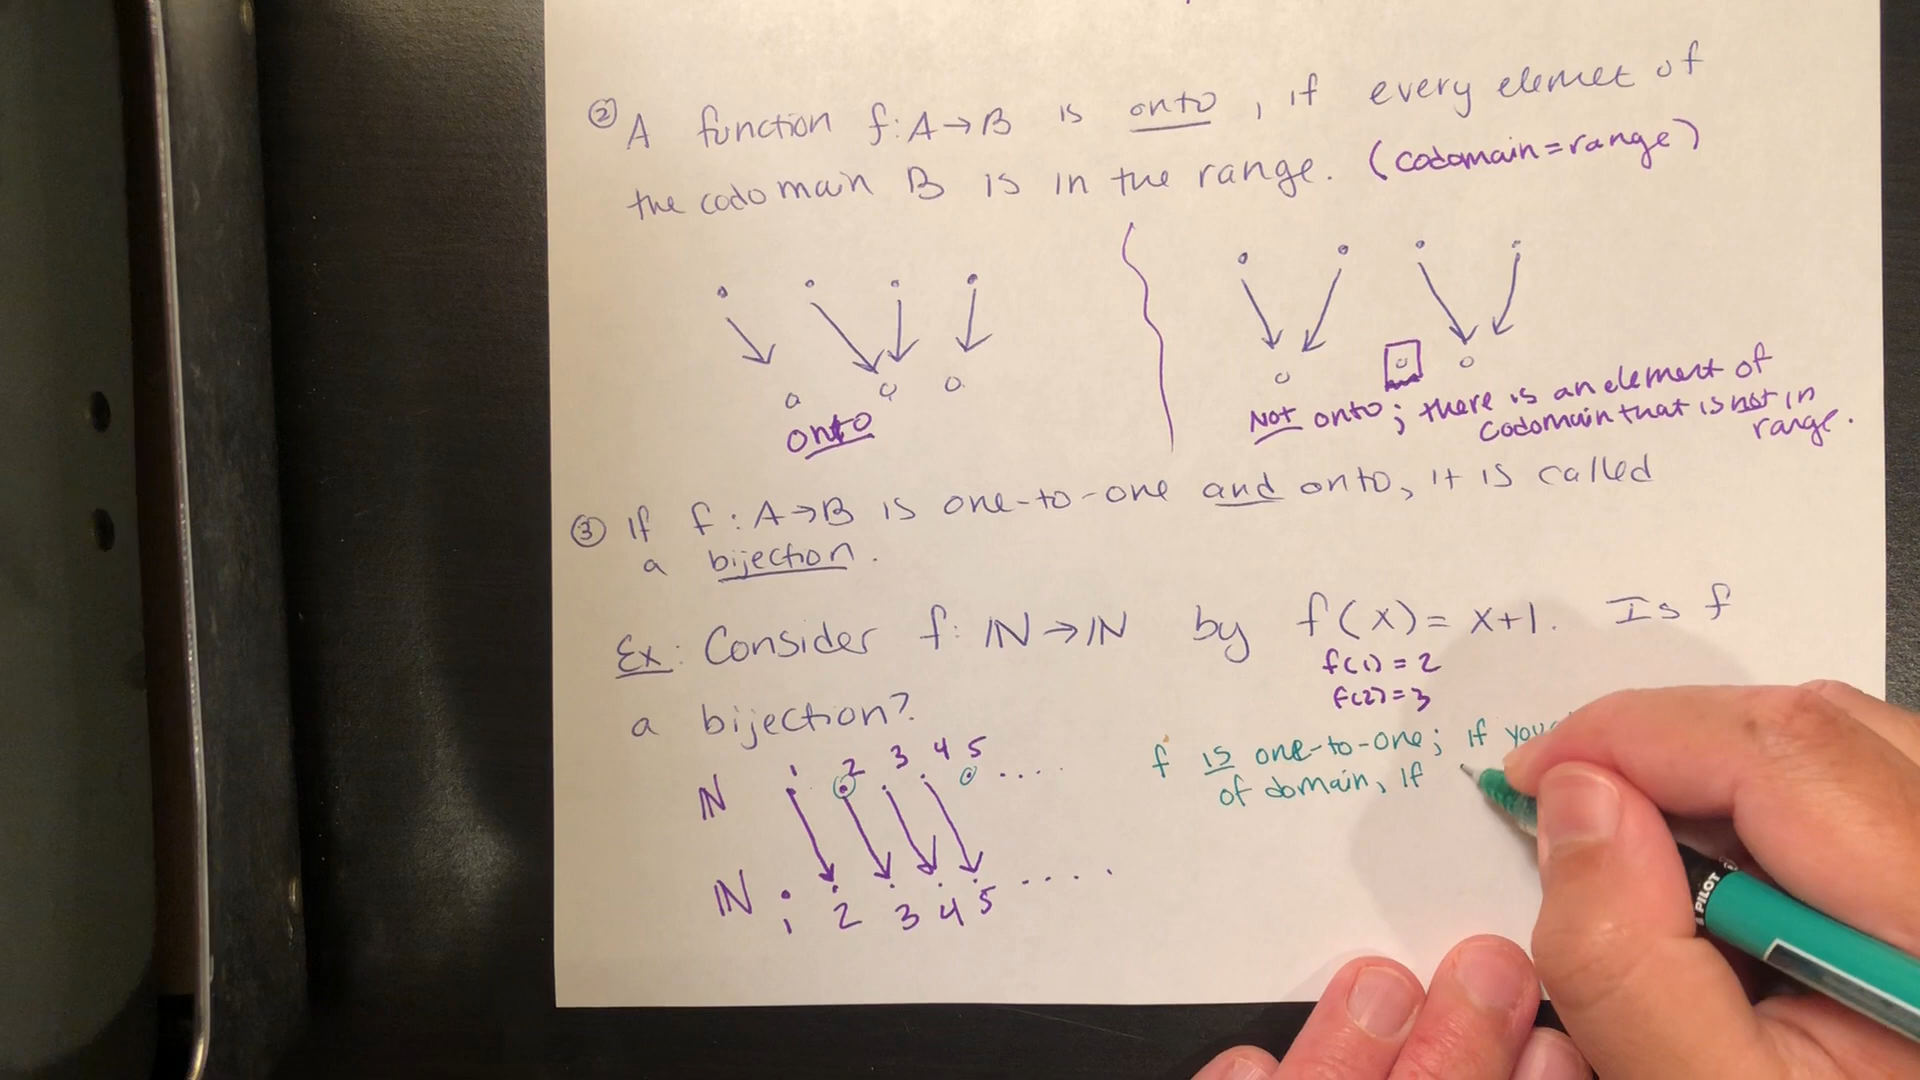 ② A function f: A→B is onto, if every elemet of
the codomain B is in the range. (codomain=range)
onto
Not onto; there is an element of
codomain that is not in
range.
③ If f: A→B is one-to-one and onto, it is called
a bijection.
Ex: Consider f: ℕ→ℕ by f(x)= x+1. Is f
f(1)=2
f(2)=3
a bijection?
f is one-to-one; if you
of domain, if
ℕ 1 2 3 4 5 ....
ℕ 1 2 3 4 5 ....
PILOT